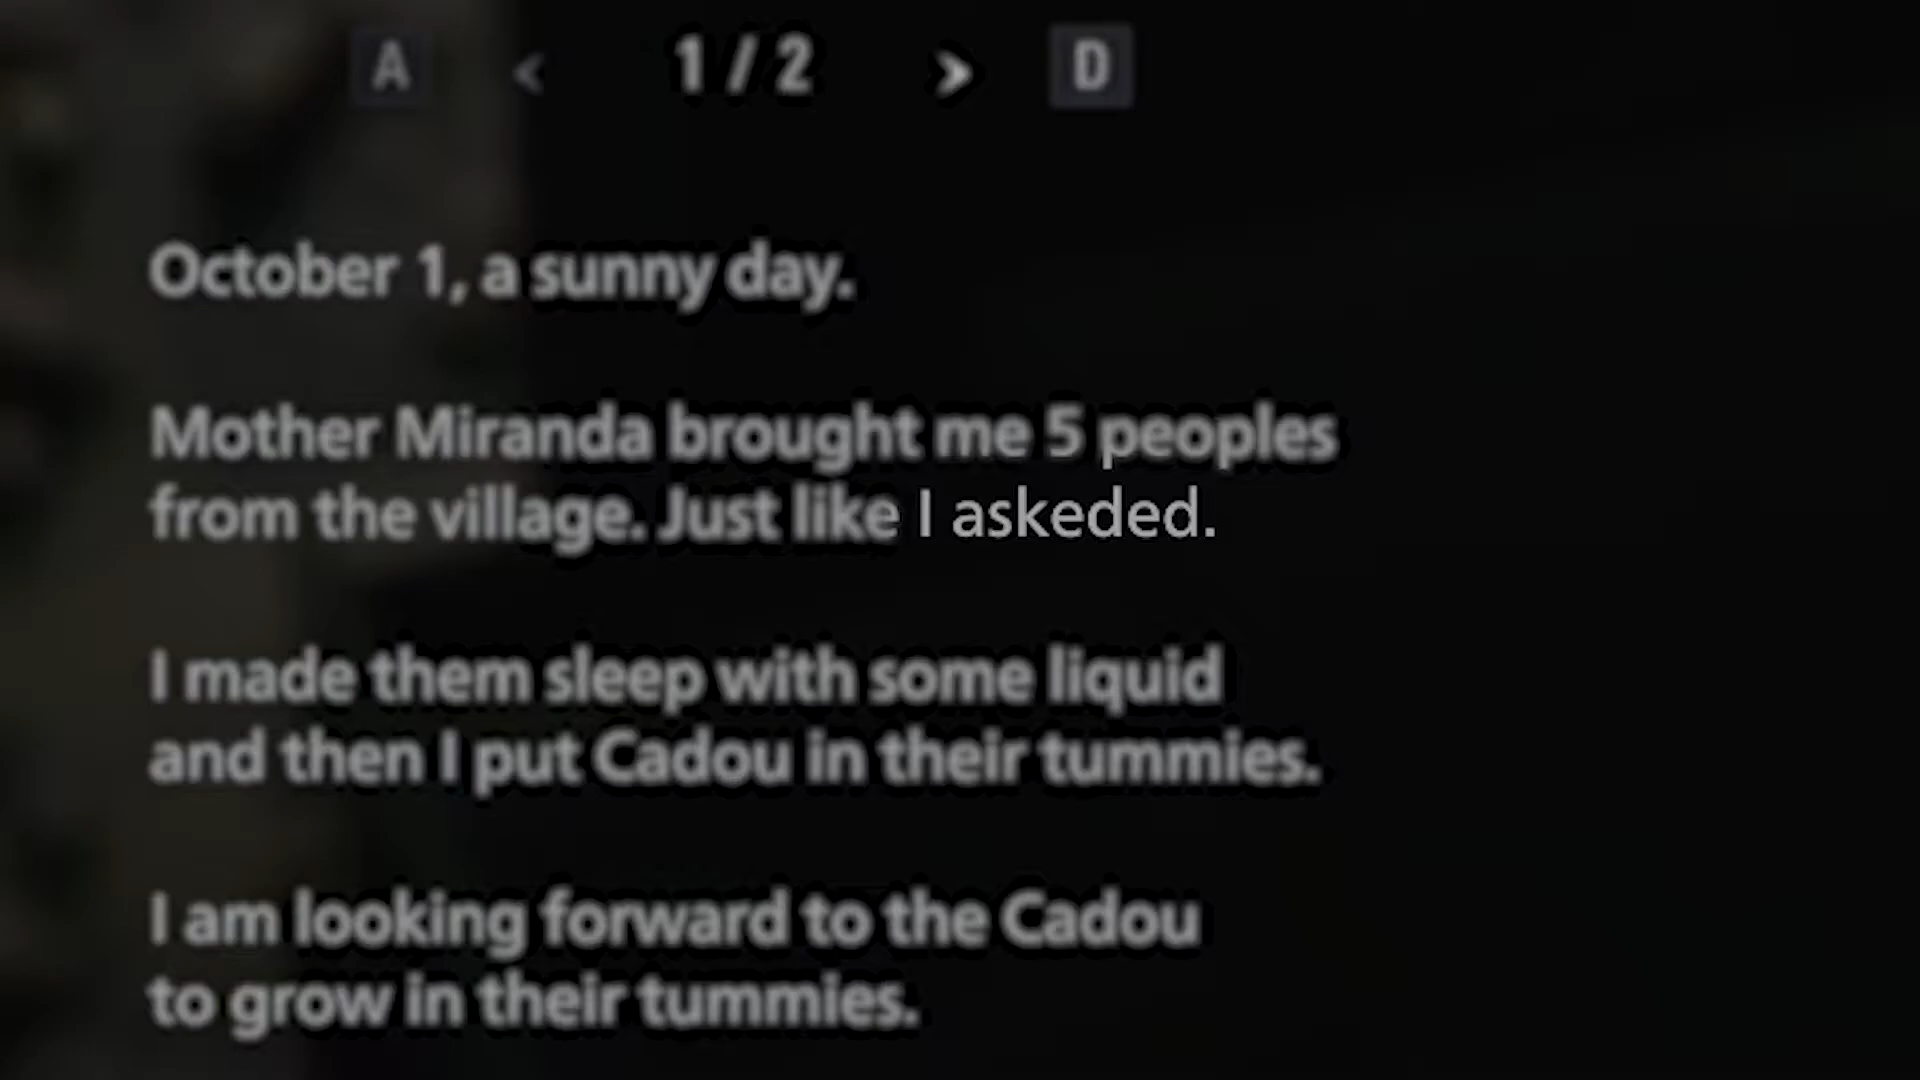 A < 1 / 2 > D
October 1, a sunny day.
Mother Miranda brought me 5 peoples
from the village. Just like I askeded.
I made them sleep with some liquid
and then I put Cadou in their tummies.
I am looking forward to the Cadou
to grow in their tummies.